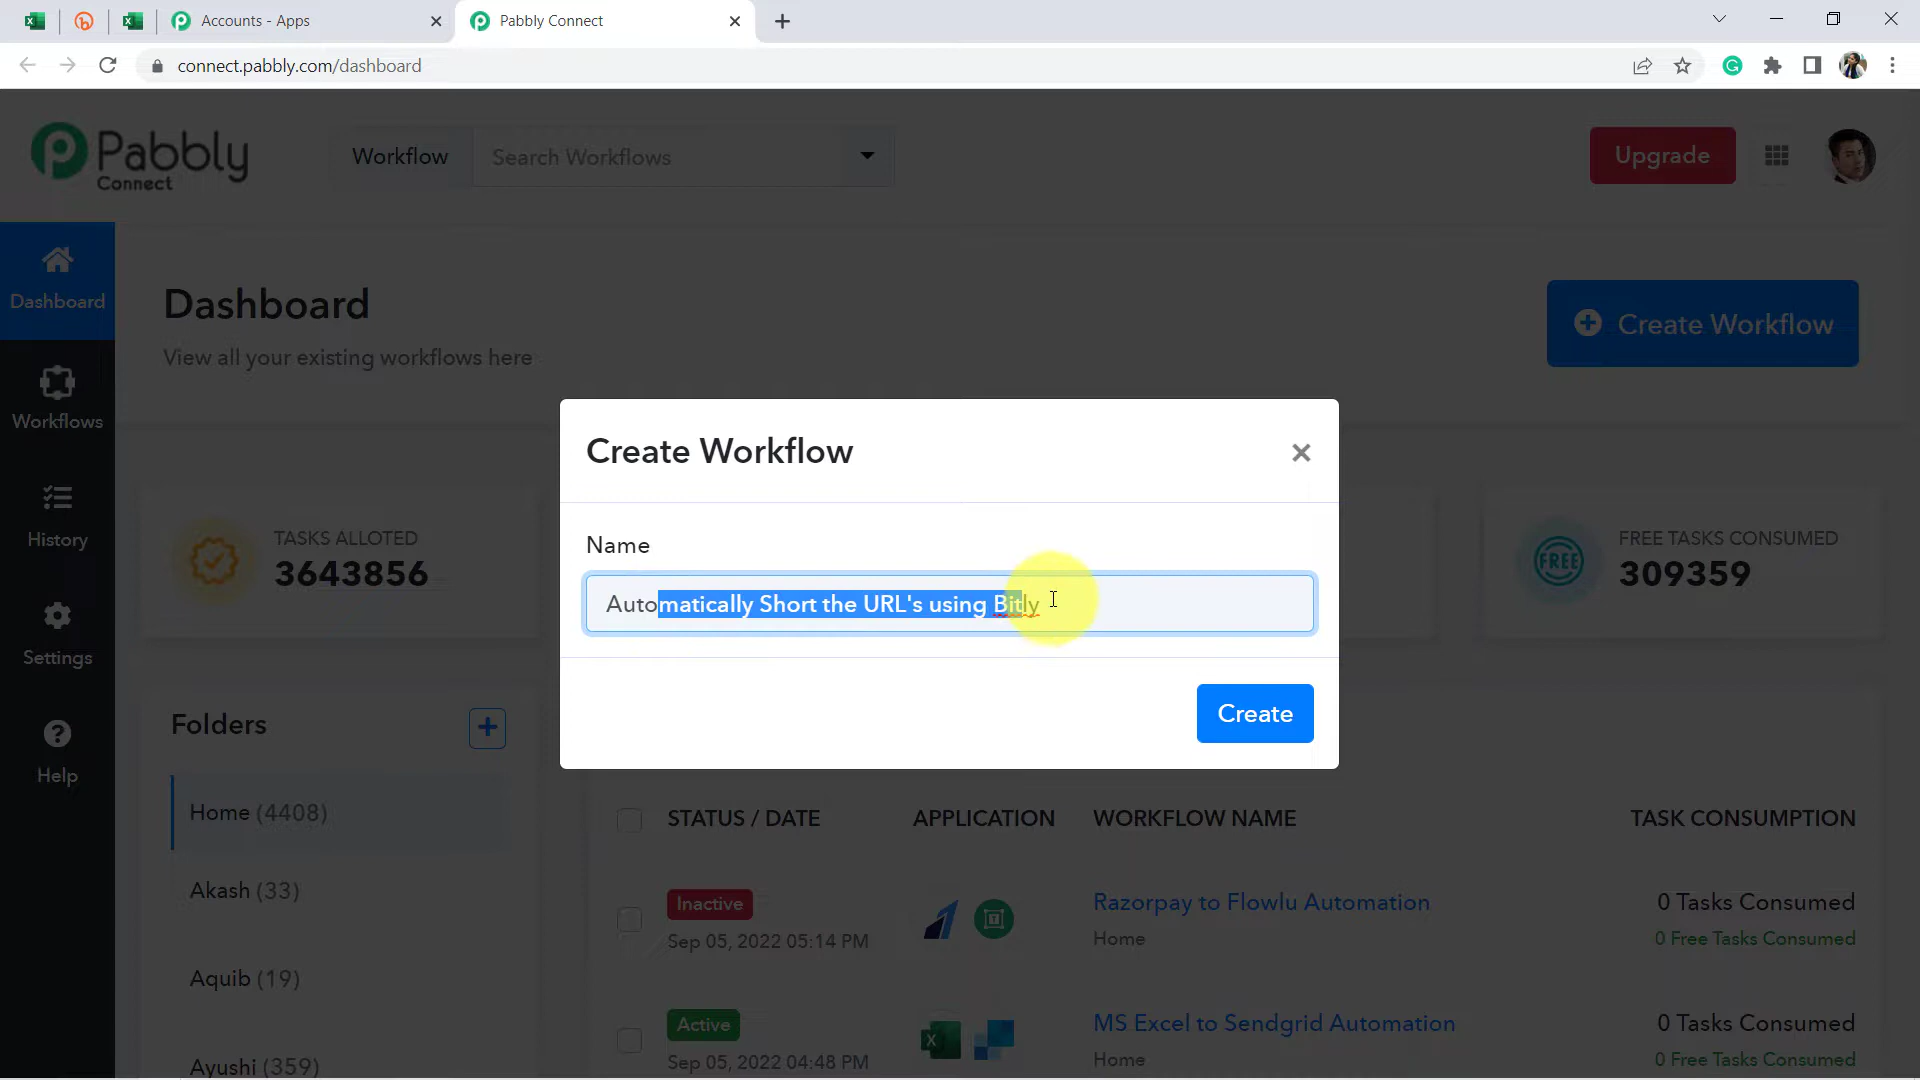 Accounts - Apps
Pabbly Connect
connect.pabbly.com/dashboard
Pabbly
Connect
Workflow
Search Workflows
Upgrade
Dashboard
Dashboard
View all your existing workflows here
Create Workflow
Workflows
History
Settings
Help
Create Workflow
Name
Automatically Short the URL's using Bitly
Create
TASKS ALLOTED
3643856
FREE
FREE TASKS CONSUMED
309359
Folders
Home (4408)
Akash (33)
Aquib (19)
Ayushi (359)
STATUS / DATE APPLICATION WORKFLOW NAME TASK CONSUMPTION
Inactive
Sep 05, 2022 05:14 PM
Razorpay to Flowlu Automation
Home
0 Tasks Consumed
0 Free Tasks Consumed
Active
Sep 05, 2022 04:48 PM
MS Excel to Sendgrid Automation
Home
0 Tasks Consumed
0 Free Tasks Consumed